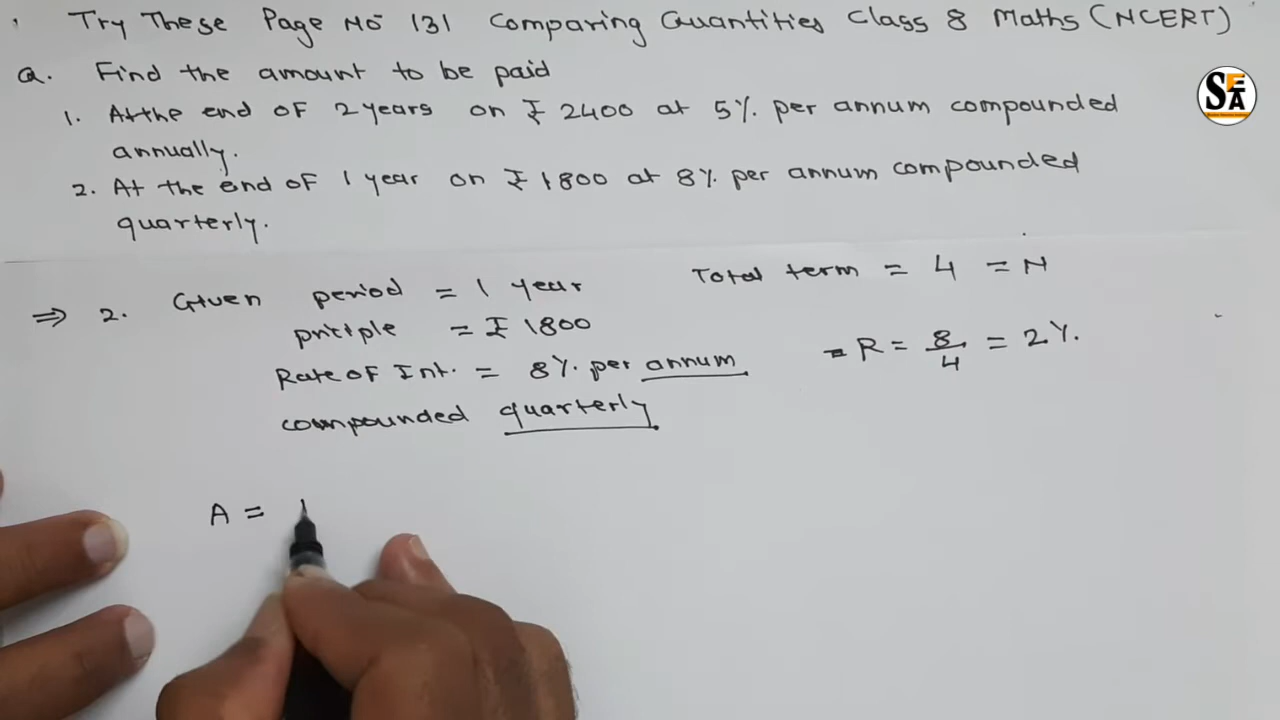 Try These Page No 131 Comparing Quantities Class 8 Maths (NCERT)
Q. Find the amount to be paid
1. At the end of 2 years on ₹ 2400 at 5% per annum compounded
annually.
2. At the end of 1 year on ₹ 1800 at 8% per annum compounded
quarterly.
⇒ 2. Given period = 1 year Total term = 4 = N
priciple = ₹ 1800
Rate of Int. = 8% per annum - R = 8/4 = 2%.
compounded quarterly
A =
SFTA